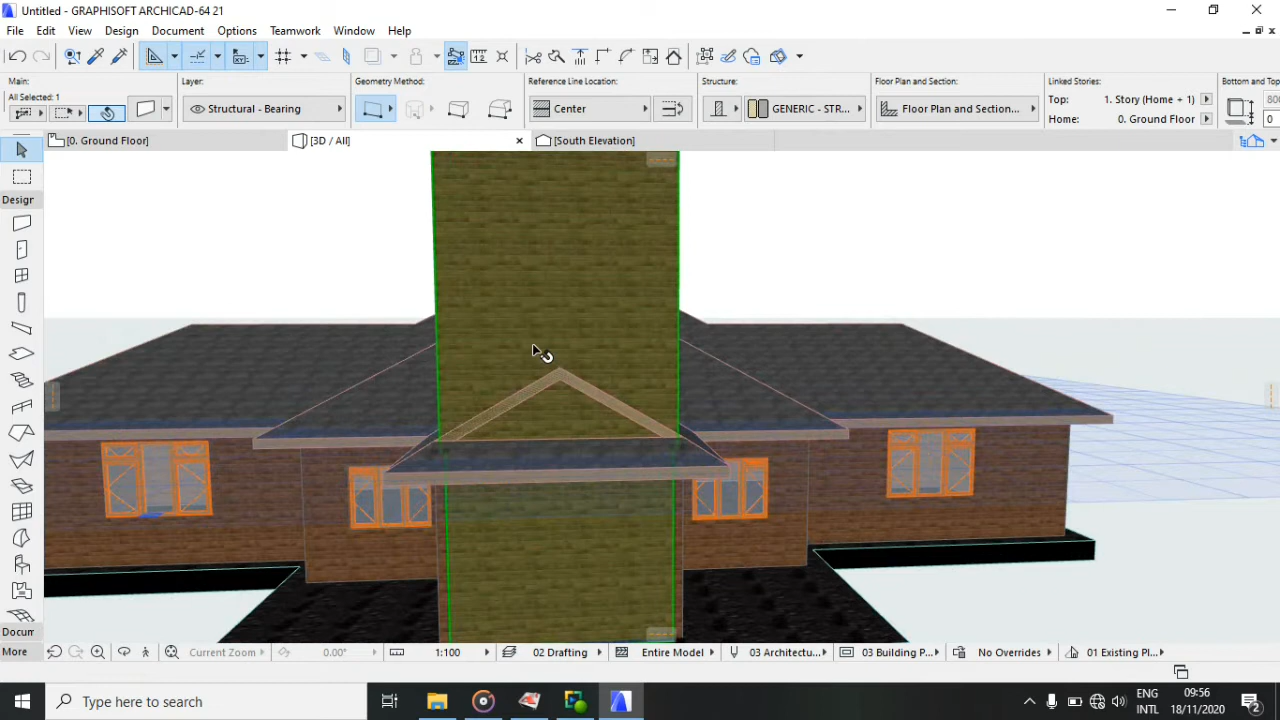 Untitled - GRAPHISOFT ARCHICAD-64 21
File Edit View Design Document Options Teamwork Window Help
Main: Layer: Geometry Method: Reference Line Location: Structure: Floor Plan and Section: Linked Stories: Bottom and Top
All Selected: 1
Structural - Bearing
Center
GENERIC - STR...
Floor Plan and Section...
Top: 1. Story (Home + 1)
Home: 0. Ground Floor
0
[0. Ground Floor]
[3D / All]
[South Elevation]
Design
Docum
More
Current Zoom
0.00°
1:100
02 Drafting
Entire Model
03 Architectu...
03 Building P...
No Overrides
01 Existing Pl...
Type here to search
ENG
INTL
09:56
18/11/2020
2